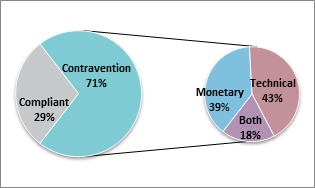 Contravention
71%
Compliant
29%
Monetary
39%
Technical
43%
Both
18%